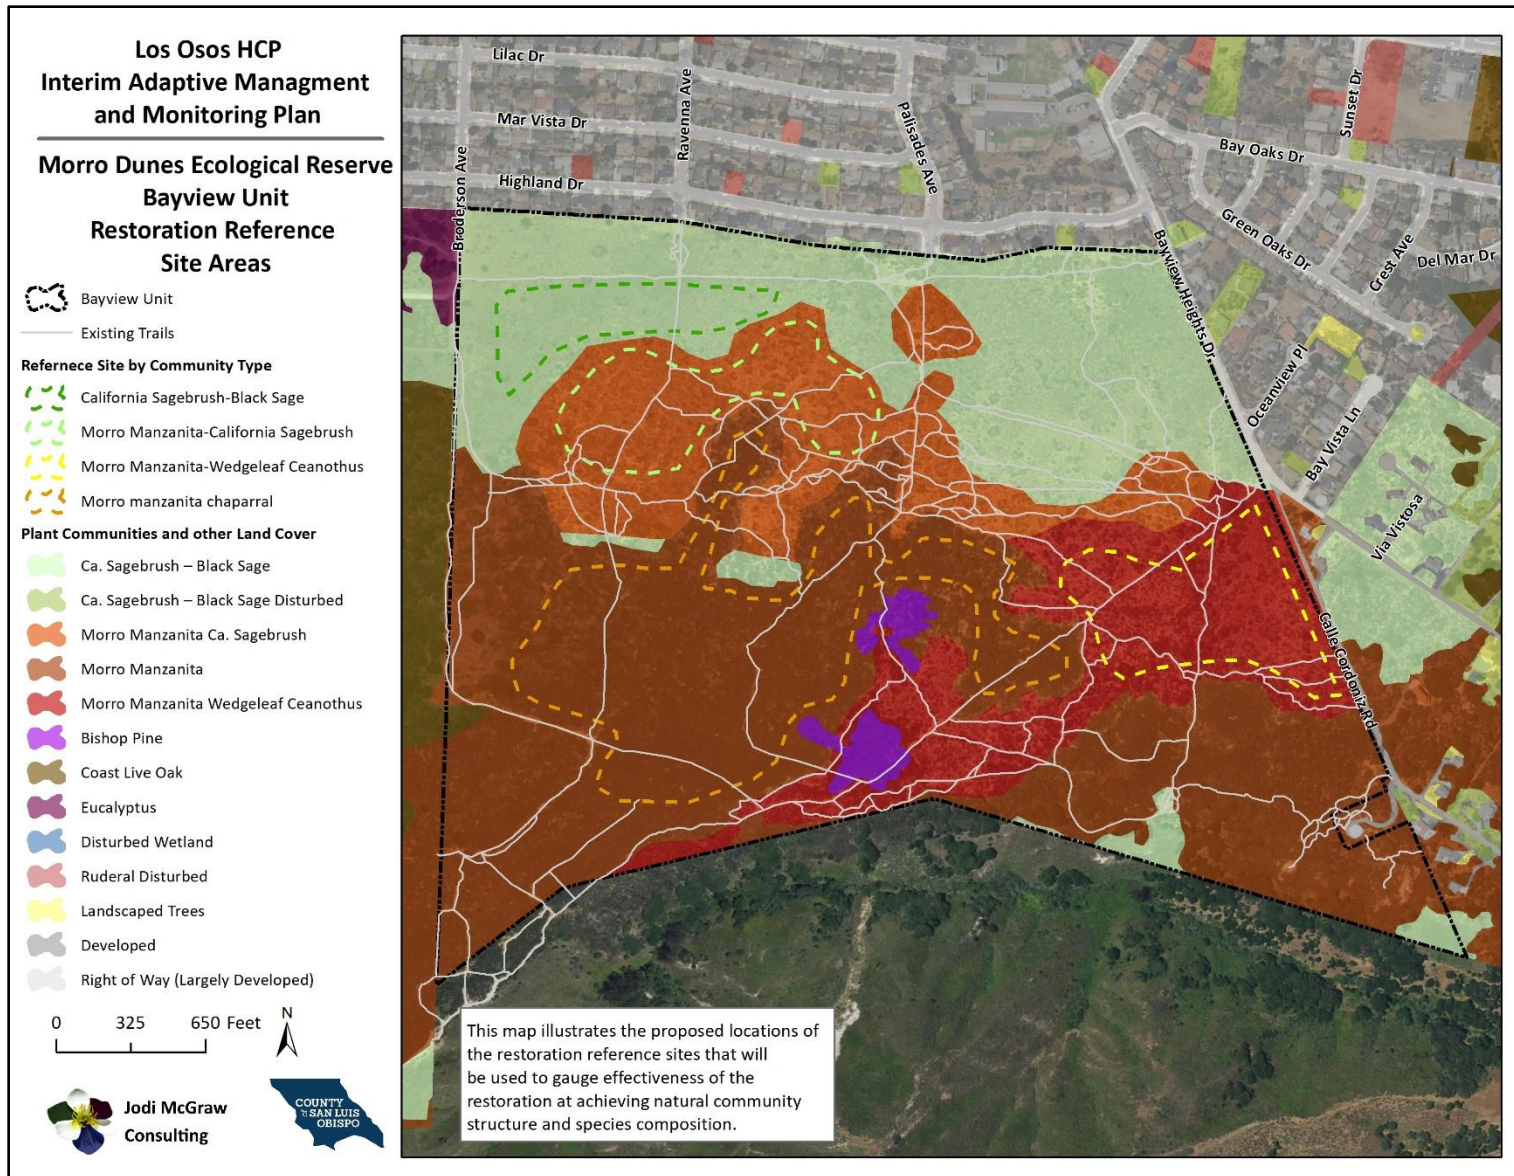 Los Osos HCP
Interim Adaptive Managment
and Monitoring Plan
Morro Dunes Ecological Reserve
Bayview Unit
Restoration Reference
Site Areas
Bayview Unit
Existing Trails
Refernece Site by Community Type
California Sagebrush-Black Sage
Morro Manzanita-California Sagebrush
Morro Manzanita-Wedgeleaf Ceanothus
Morro manzanita chaparral
Plant Communities and other Land Cover
Ca. Sagebrush – Black Sage
Ca. Sagebrush – Black Sage Disturbed
Morro Manzanita Ca. Sagebrush
Morro Manzanita
Morro Manzanita Wedgeleaf Ceanothus
Bishop Pine
Coast Live Oak
Eucalyptus
Disturbed Wetland
Ruderal Disturbed
Landscaped Trees
Developed
Right of Way (Largely Developed)
0 325 650 Feet
N
Jodi McGraw
Consulting
COUNTY
OF SAN LUIS
OBISPO
Lilac Dr
Mar Vista Dr
Highland Dr
Broderson Ave
Ravenna Ave
Palisades Ave
Sunset Dr
Bay Oaks Dr
Green Oaks Dr
Crest Ave
Del Mar Dr
Bayview Heights Dr
Oceanview Pl
Bay Vista Ln
Via Vistosa
Calle Cordoniz Rd
This map illustrates the proposed locations of
the restoration reference sites that will
be used to gauge effectiveness of the
restoration at achieving natural community
structure and species composition.